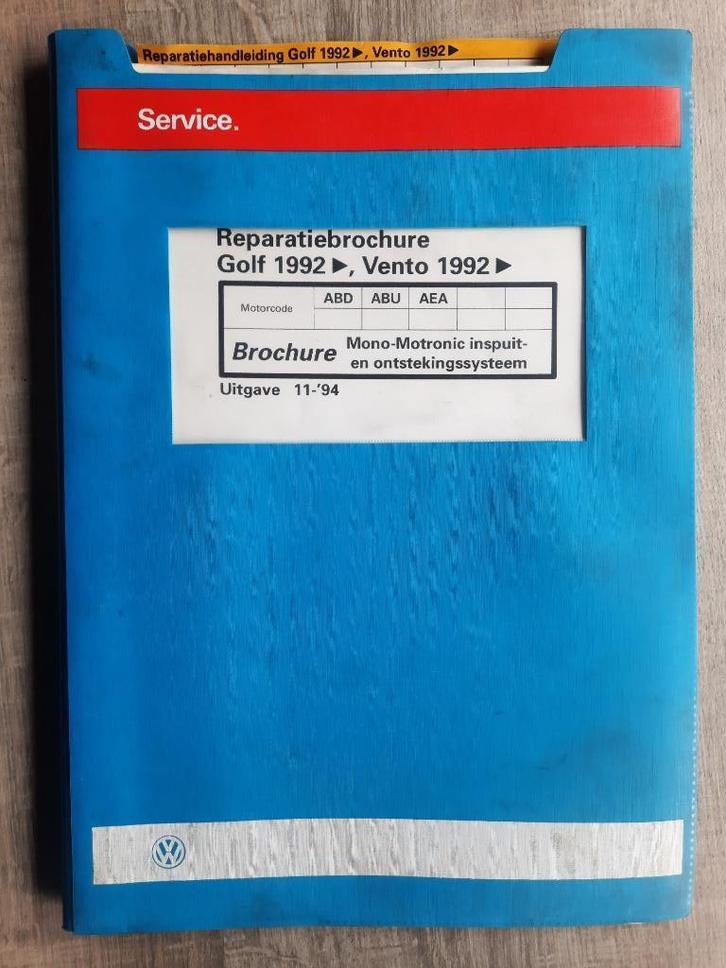 Reparatiehandleiding Golf 1992 ▶, Vento 1992 ▶
Service.
Reparatiebrochure
Golf 1992 ▶, Vento 1992 ▶
Motorcode ABD ABU AEA
Brochure Mono-Motronic inspuit-
en ontstekingssysteem
Uitgave 11-'94
VW